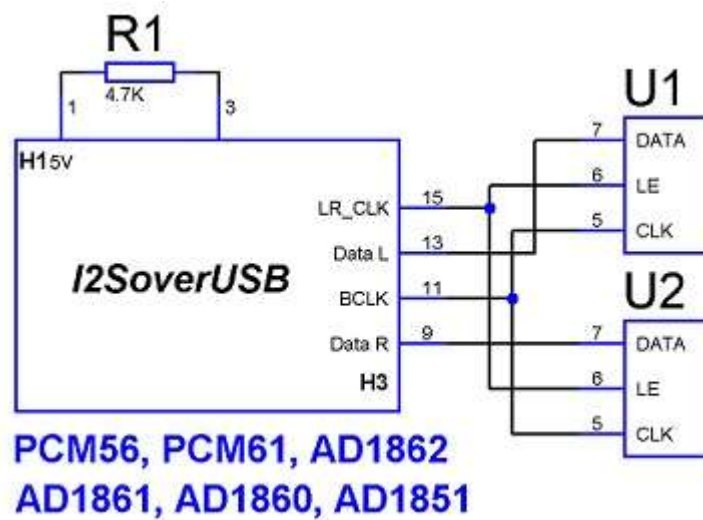 R1
4.7K
1 3
H1 5V
I2SoverUSB
LR_CLK 15
Data L 13
BCLK 11
Data R 9
H3
U1
7 DATA
6 LE
5 CLK
U2
7 DATA
6 LE
5 CLK
PCM56, PCM61, AD1862
AD1861, AD1860, AD1851